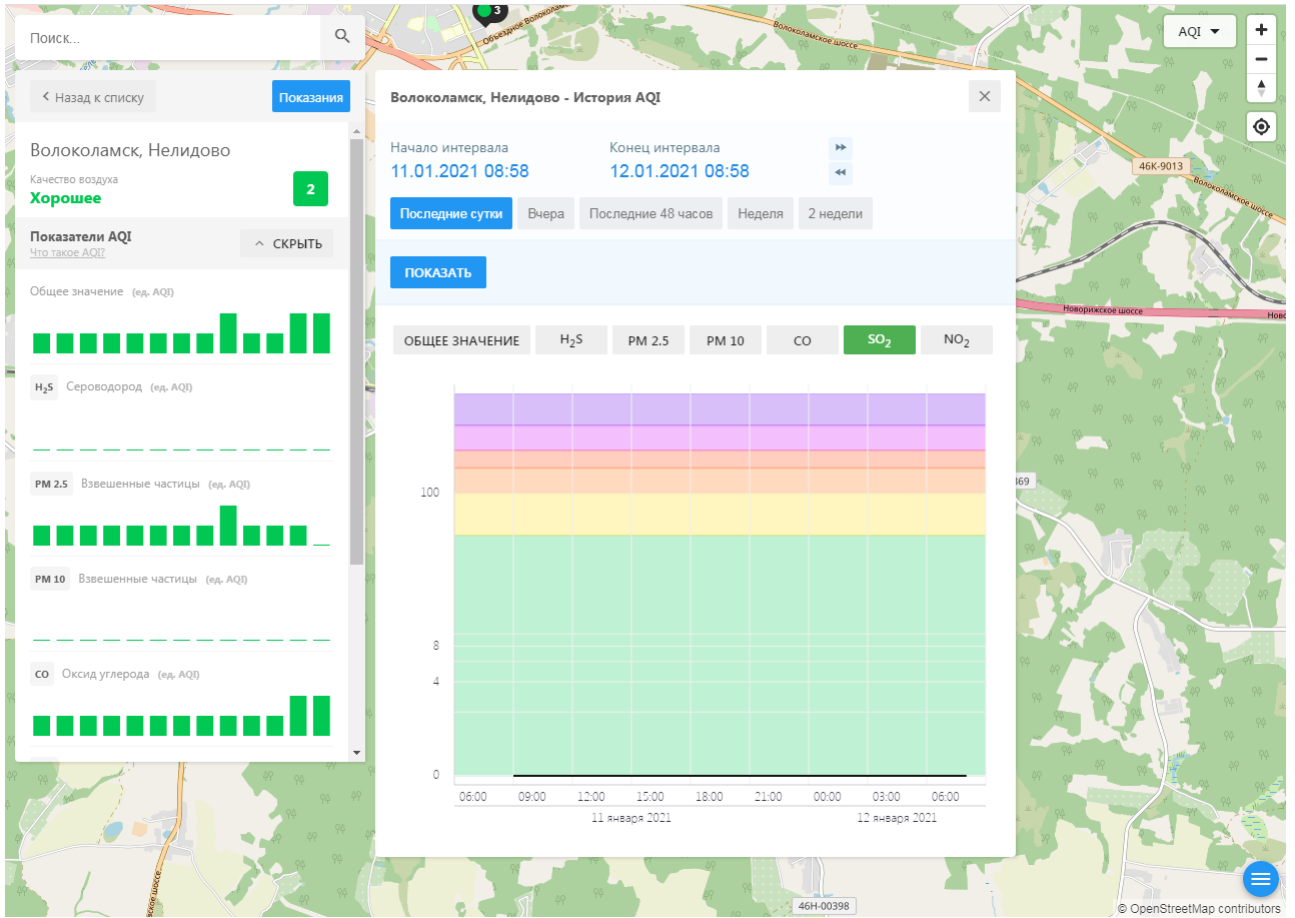 3
Объездное Волоко
Волоколамское шоссе
Поиск...
AQI
Назад к списку
Показания
Волоколамск, Нелидово - История AQI
Волоколамск, Нелидово
Качество воздуха
Хорошее
2
Начало интервала
Конец интервала
11.01.2021 08:58
12.01.2021 08:58
Последние сутки
Вчера
Последние 48 часов
Неделя
2 недели
46К-9013
Волоколамское шоссе
Показатели AQI
Что такое AQI?
СКРЫТЬ
ПОКАЗАТЬ
Общее значение (ед. AQI)
Новорижское шоссе
Ново
ОБЩЕЕ ЗНАЧЕНИЕ
H₂S
PM 2.5
PM 10
CO
SO₂
NO₂
H₂S Сероводород (ед. AQI)
PM 2.5 Взвешенные частицы (ед. AQI)
PM 10 Взвешенные частицы (ед. AQI)
CO Оксид углерода (ед. AQI)
100
8
4
0
06:00 09:00 12:00 15:00 18:00 21:00 00:00 03:00 06:00
11 января 2021
12 января 2021
46Н-00398
© OpenStreetMap contributors